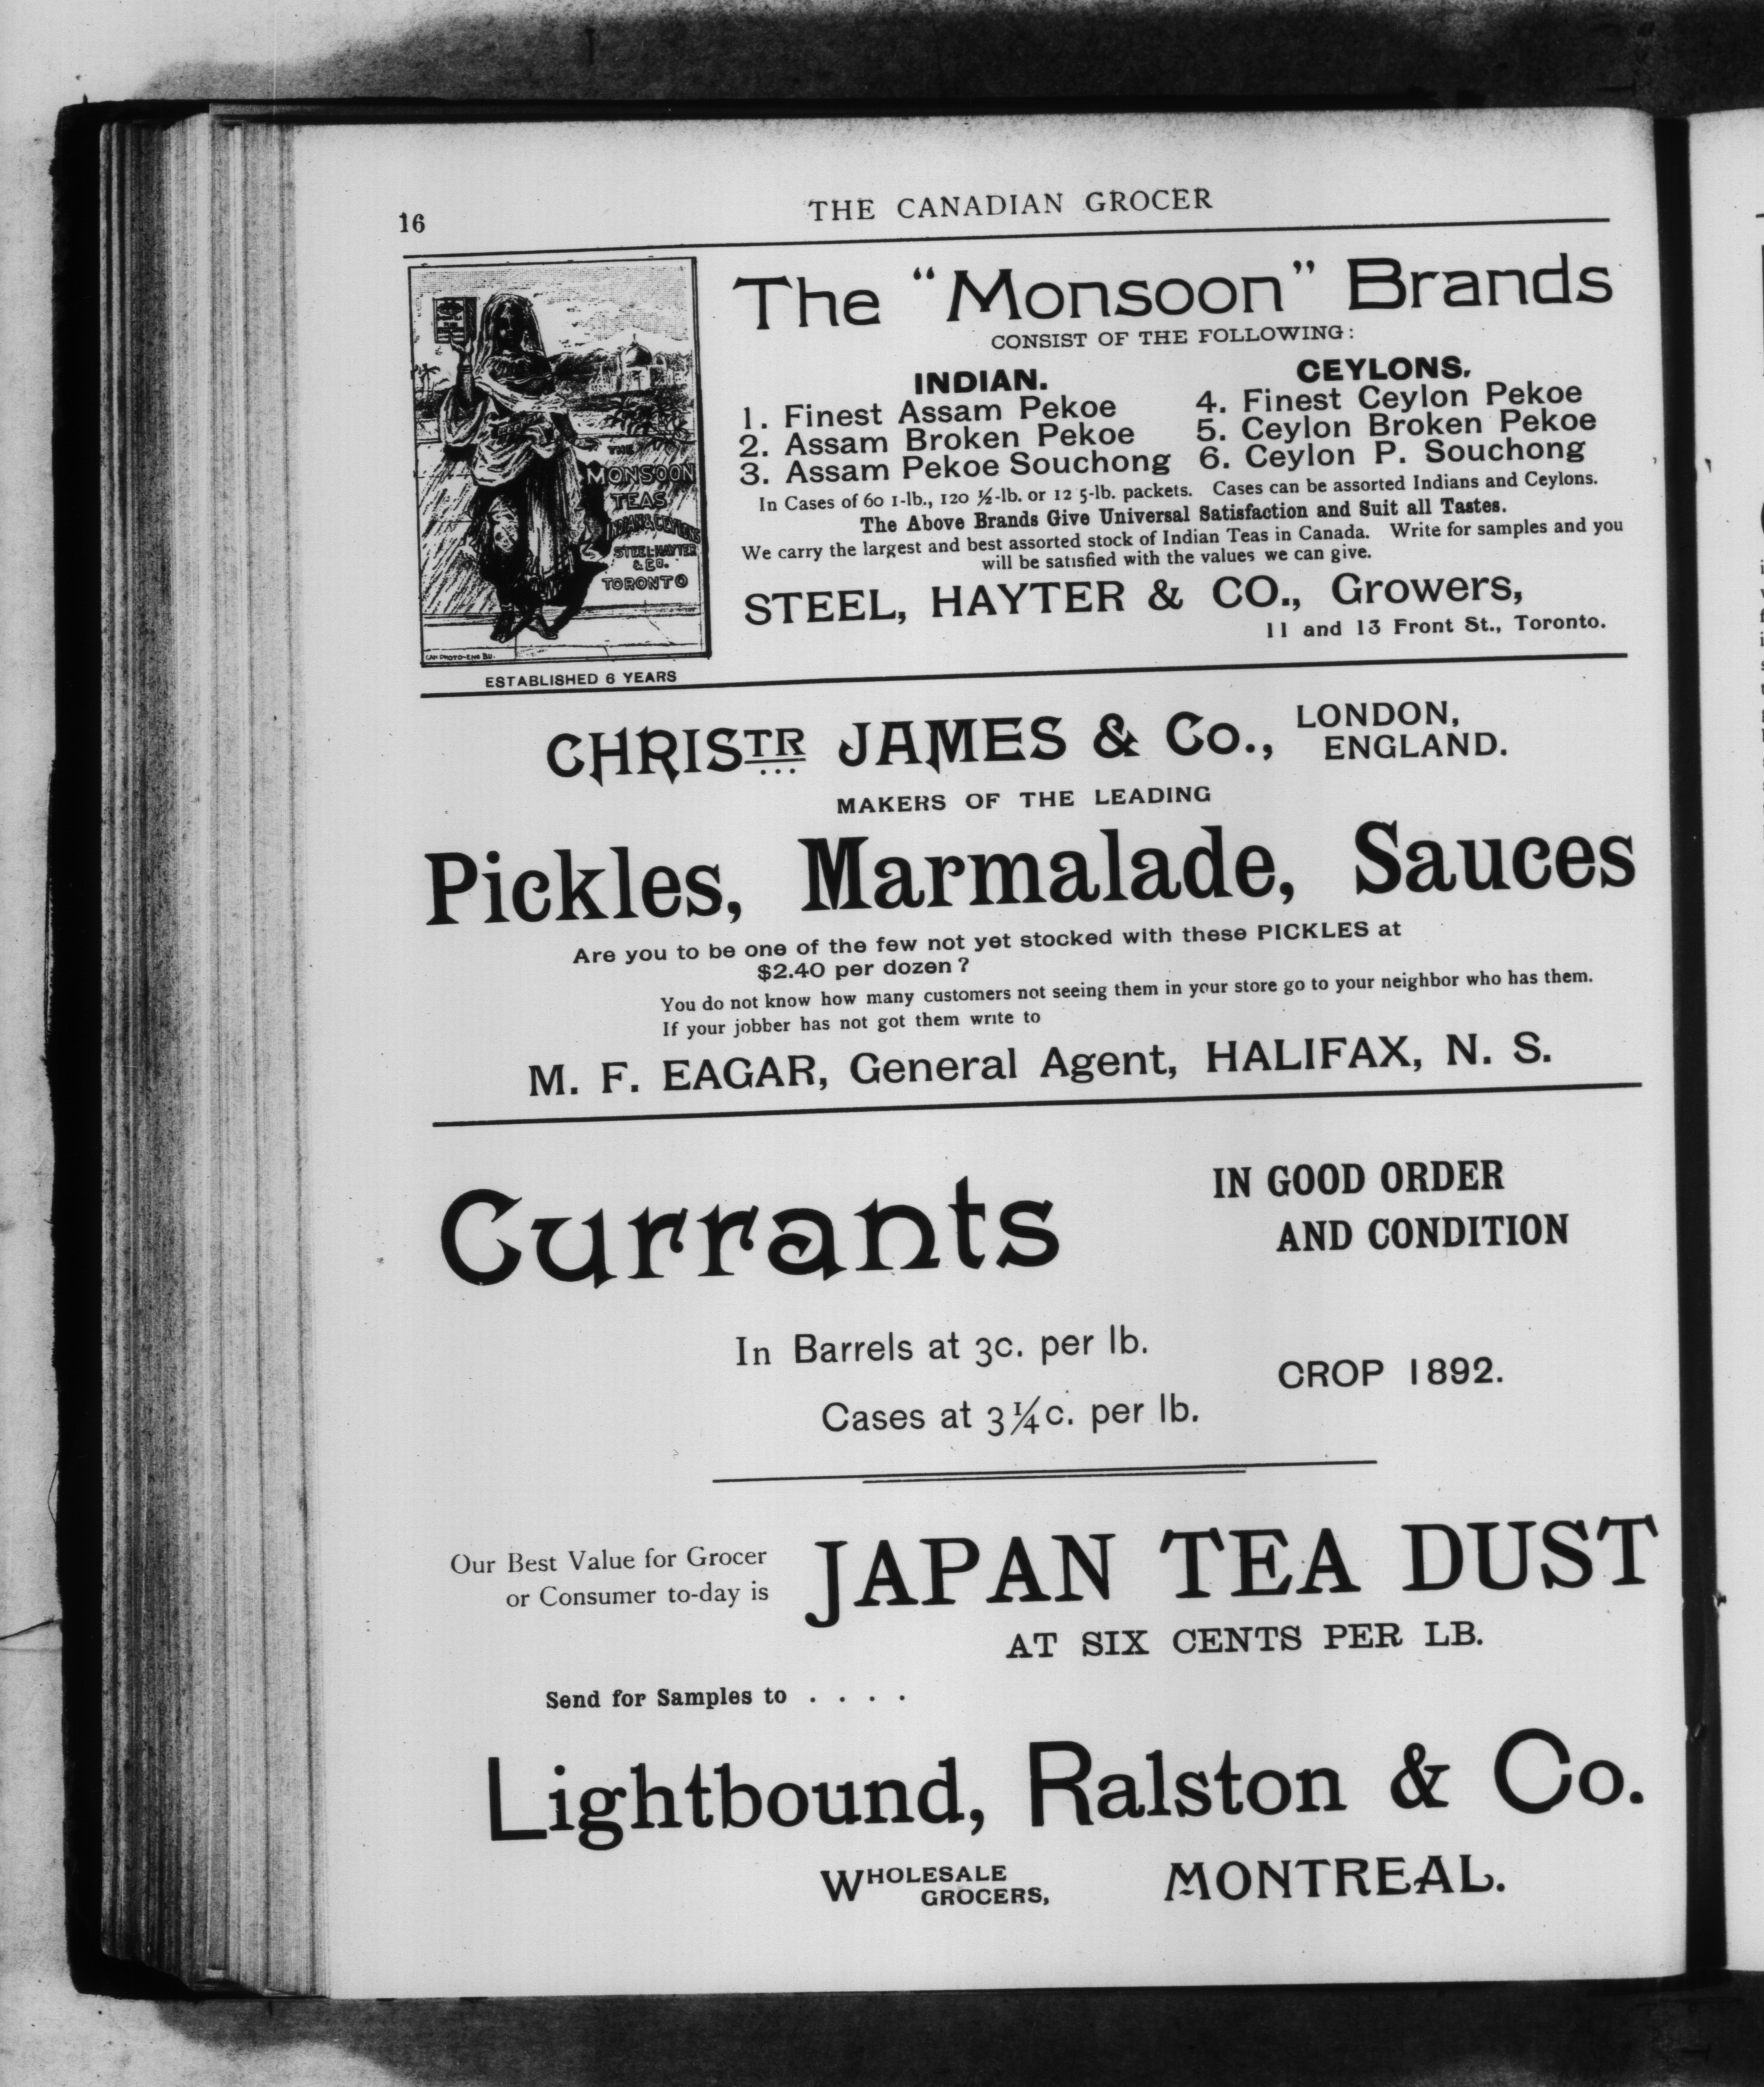 16
THE CANADIAN GROCER
THE
MONSOON
TEAS
INDIAN & CEYLONS
STEEL-HAYTER
& CO.
TORONTO
CAN PHOTO-ENG BU.
ESTABLISHED 6 YEARS
The "Monsoon" Brands
CONSIST OF THE FOLLOWING:
INDIAN.
1. Finest Assam Pekoe
2. Assam Broken Pekoe
3. Assam Pekoe Souchong
CEYLONS.
4. Finest Ceylon Pekoe
5. Ceylon Broken Pekoe
6. Ceylon P. Souchong
In Cases of 60 1-lb., 120 ½-lb. or 12 5-lb. packets. Cases can be assorted Indians and Ceylons.
The Above Brands Give Universal Satisfaction and Suit all Tastes.
We carry the largest and best assorted stock of Indian Teas in Canada. Write for samples and you
will be satisfied with the values we can give.
STEEL, HAYTER & CO., Growers,
11 and 13 Front St., Toronto.
CHRISTR JAMES & Co., LONDON,
ENGLAND.
MAKERS OF THE LEADING
Pickles, Marmalade, Sauces
Are you to be one of the few not yet stocked with these PICKLES at
$2.40 per dozen?
You do not know how many customers not seeing them in your store go to your neighbor who has them.
If your jobber has not got them write to
M. F. EAGAR, General Agent, HALIFAX, N. S.
Currants
IN GOOD ORDER
AND CONDITION
In Barrels at 3c. per lb.
Cases at 3¼c. per lb.
CROP 1892.
Our Best Value for Grocer
or Consumer to-day is
JAPAN TEA DUST
AT SIX CENTS PER LB.
Send for Samples to . . . .
Lightbound, Ralston & Co.
WHOLESALE
GROCERS,
MONTREAL.